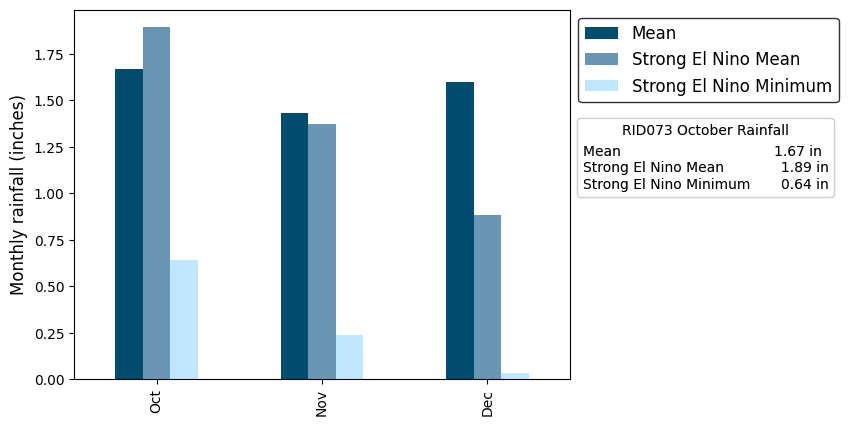 Monthly rainfall (inches)
1.75
1.50
1.25
1.00
0.75
0.50
0.25
0.00
Oct
Nov
Dec
Mean
Strong El Nino Mean
Strong El Nino Minimum
RID073 October Rainfall
Mean 1.67 in
Strong El Nino Mean 1.89 in
Strong El Nino Minimum 0.64 in